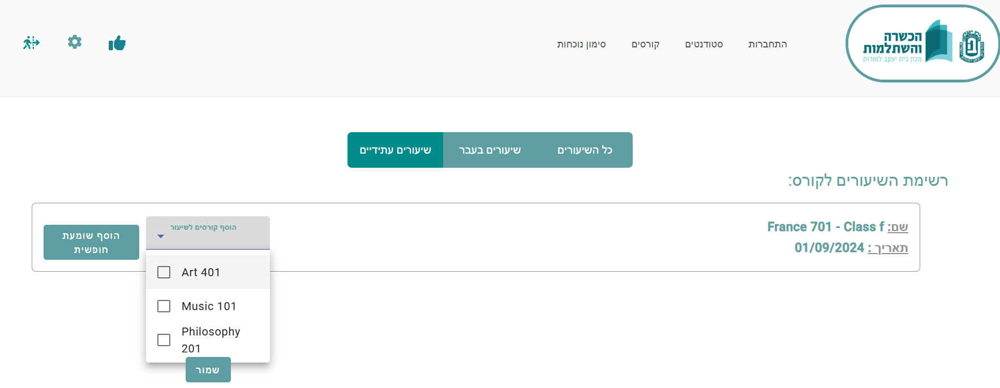 הכשרה
והשתלמות
מכון בית יעקב למורות
התחברות
סטודנטים
קורסים
סימון נוכחות
כל השיעורים
שיעורים בעבר
שיעורים עתידיים
רשימת השיעורים לקורס:
שם: France 701 - Class f
תאריך : 01/09/2024
הוסף קורסים לשיעור
הוסף שומעת
חופשית
Art 401
Music 101
Philosophy
201
שמור